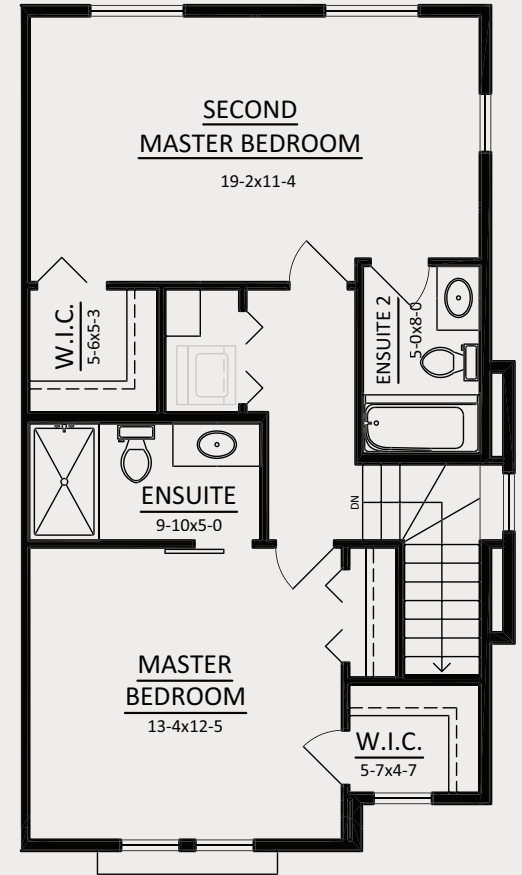 SECOND
MASTER BEDROOM
19-2x11-4
W.I.C.
5-6x5-3
ENSUITE 2
5-0x8-0
ENSUITE
9-10x5-0
DN
MASTER
BEDROOM
13-4x12-5
W.I.C.
5-7x4-7